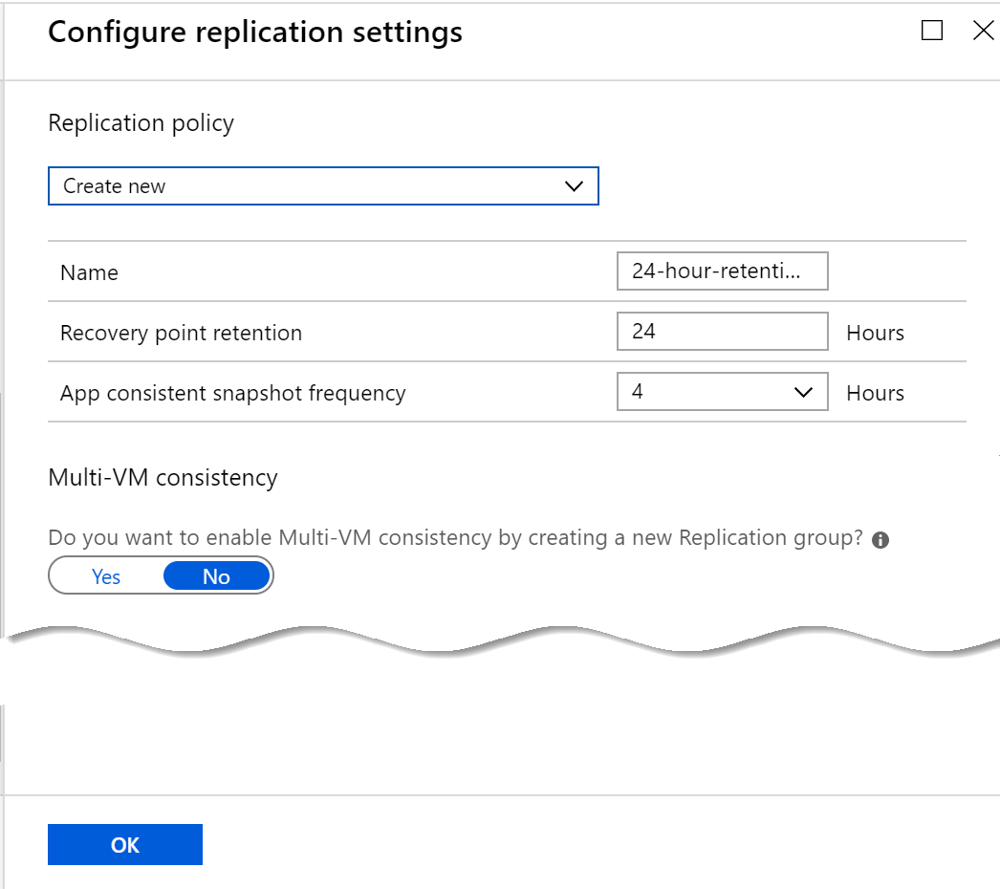 Configure replication settings
Replication policy
Create new
Name 24-hour-retenti...
Recovery point retention 24 Hours
App consistent snapshot frequency 4 Hours
Multi-VM consistency
Do you want to enable Multi-VM consistency by creating a new Replication group?
Yes No
OK